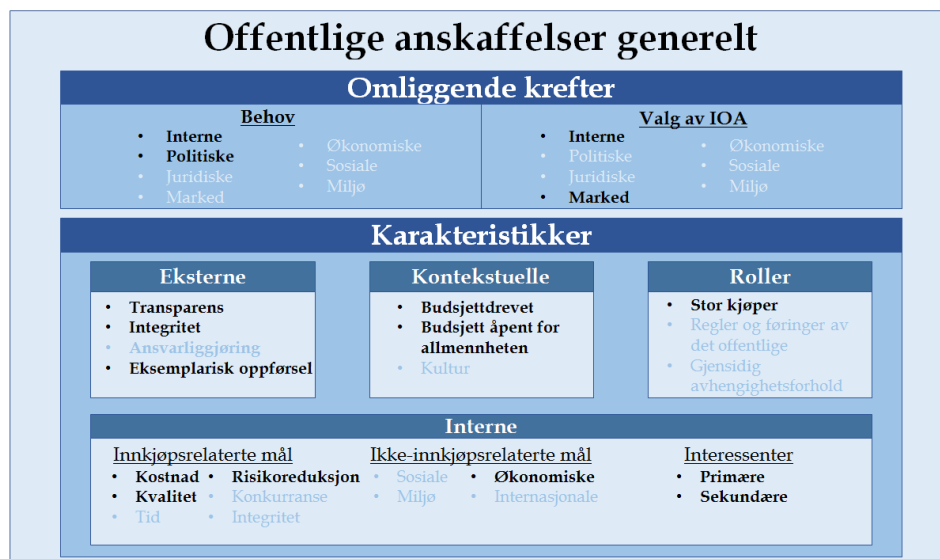 Offentlige anskaffelser generelt
Omliggende krefter
Behov
• Interne
• Politiske
• Juridiske
• Marked
• Økonomiske
• Sosiale
• Miljø
Valg av IOA
• Interne
• Politiske
• Juridiske
• Marked
• Økonomiske
• Sosiale
• Miljø
Karakteristikker
Eksterne
• Transparens
• Integritet
• Ansvarliggjøring
• Eksemplarisk oppførsel
Kontekstuelle
• Budsjettdrevet
• Budsjett åpent for
allmennheten
• Kultur
Roller
• Stor kjøper
• Regler og føringer av
det offentlige
• Gjensidig
avhengighetsforhold
Interne
Innkjøpsrelaterte mål
• Kostnad
• Kvalitet
• Tid
• Risikoreduksjon
• Konkurranse
• Integritet
Ikke-innkjøpsrelaterte mål
• Sosiale
• Miljø
• Økonomiske
• Internasjonale
Interessenter
• Primære
• Sekundære